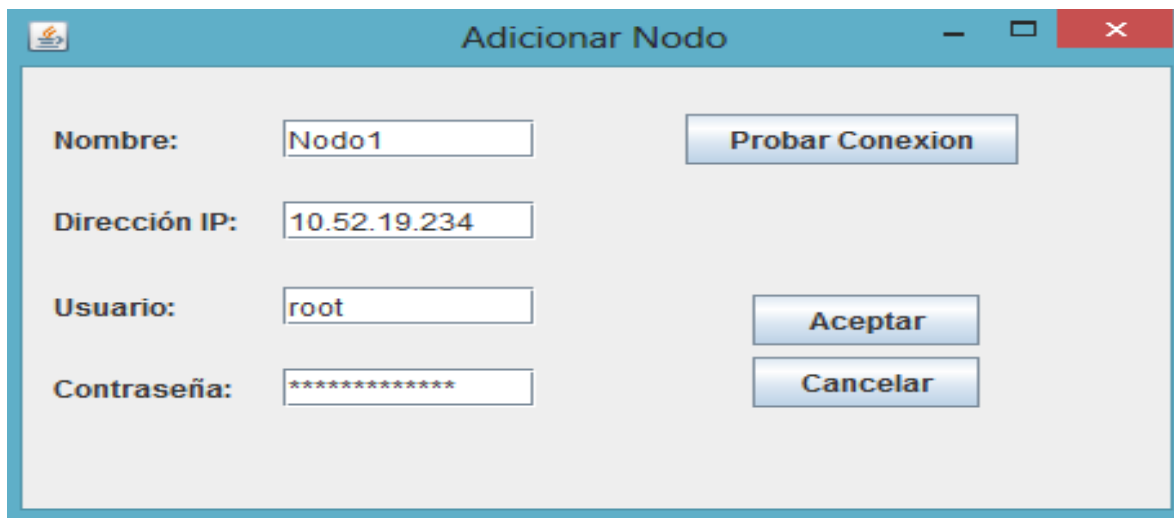 Adicionar Nodo
Nombre: Nodo1 Probar Conexion
Dirección IP: 10.52.19.234
Usuario: root
Aceptar
Contraseña: *************
Cancelar